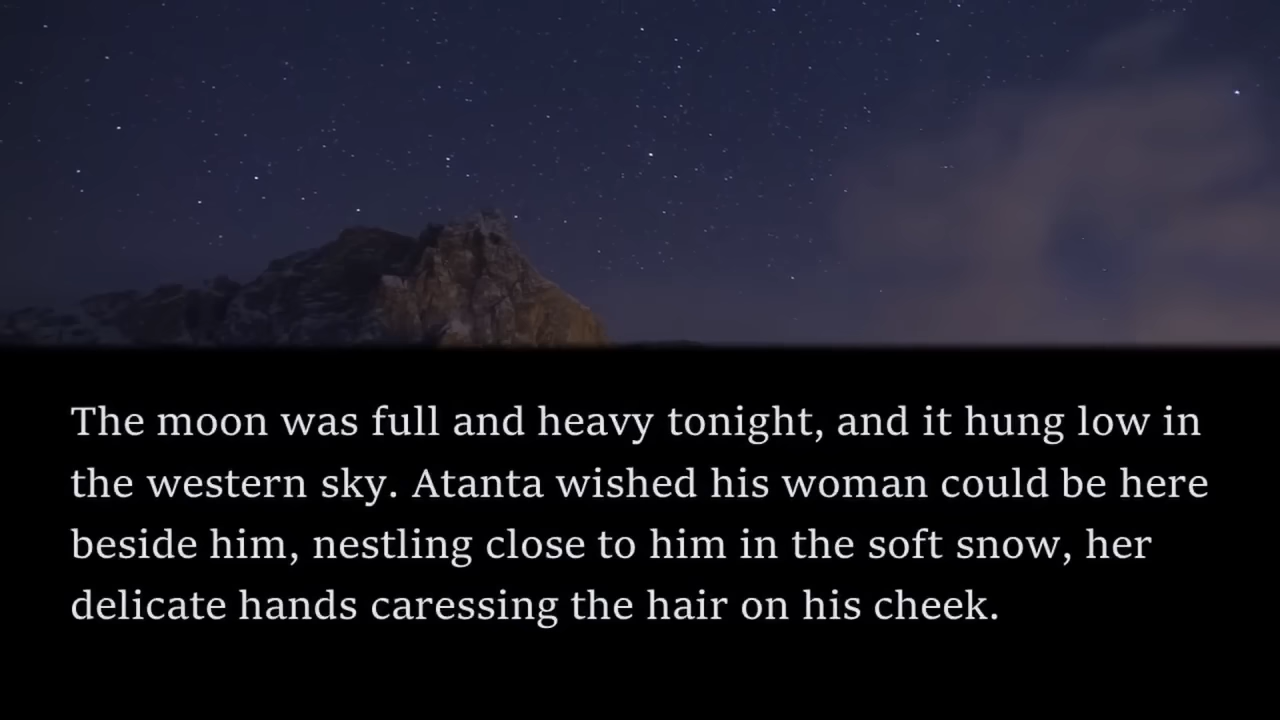 The moon was full and heavy tonight, and it hung low in
the western sky. Atanta wished his woman could be here
beside him, nestling close to him in the soft snow, her
delicate hands caressing the hair on his cheek.